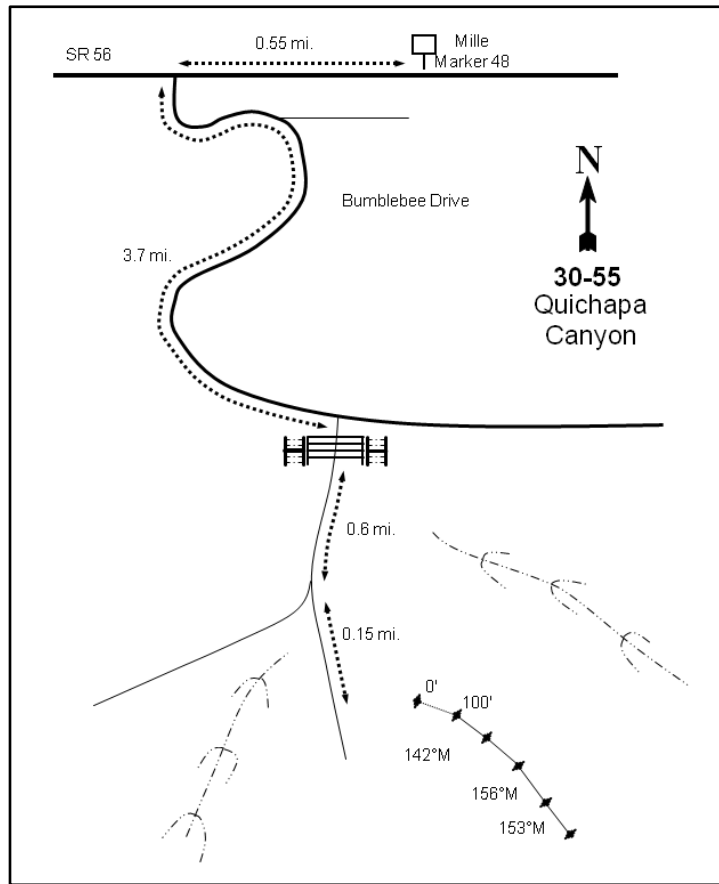 SR 56
0.55 mi.
Mille
Marker 48
N
Bumblebee Drive
3.7 mi.
30-55
Quichapa
Canyon
0.6 mi.
0.15 mi.
0'
100'
142°M
156°M
153°M